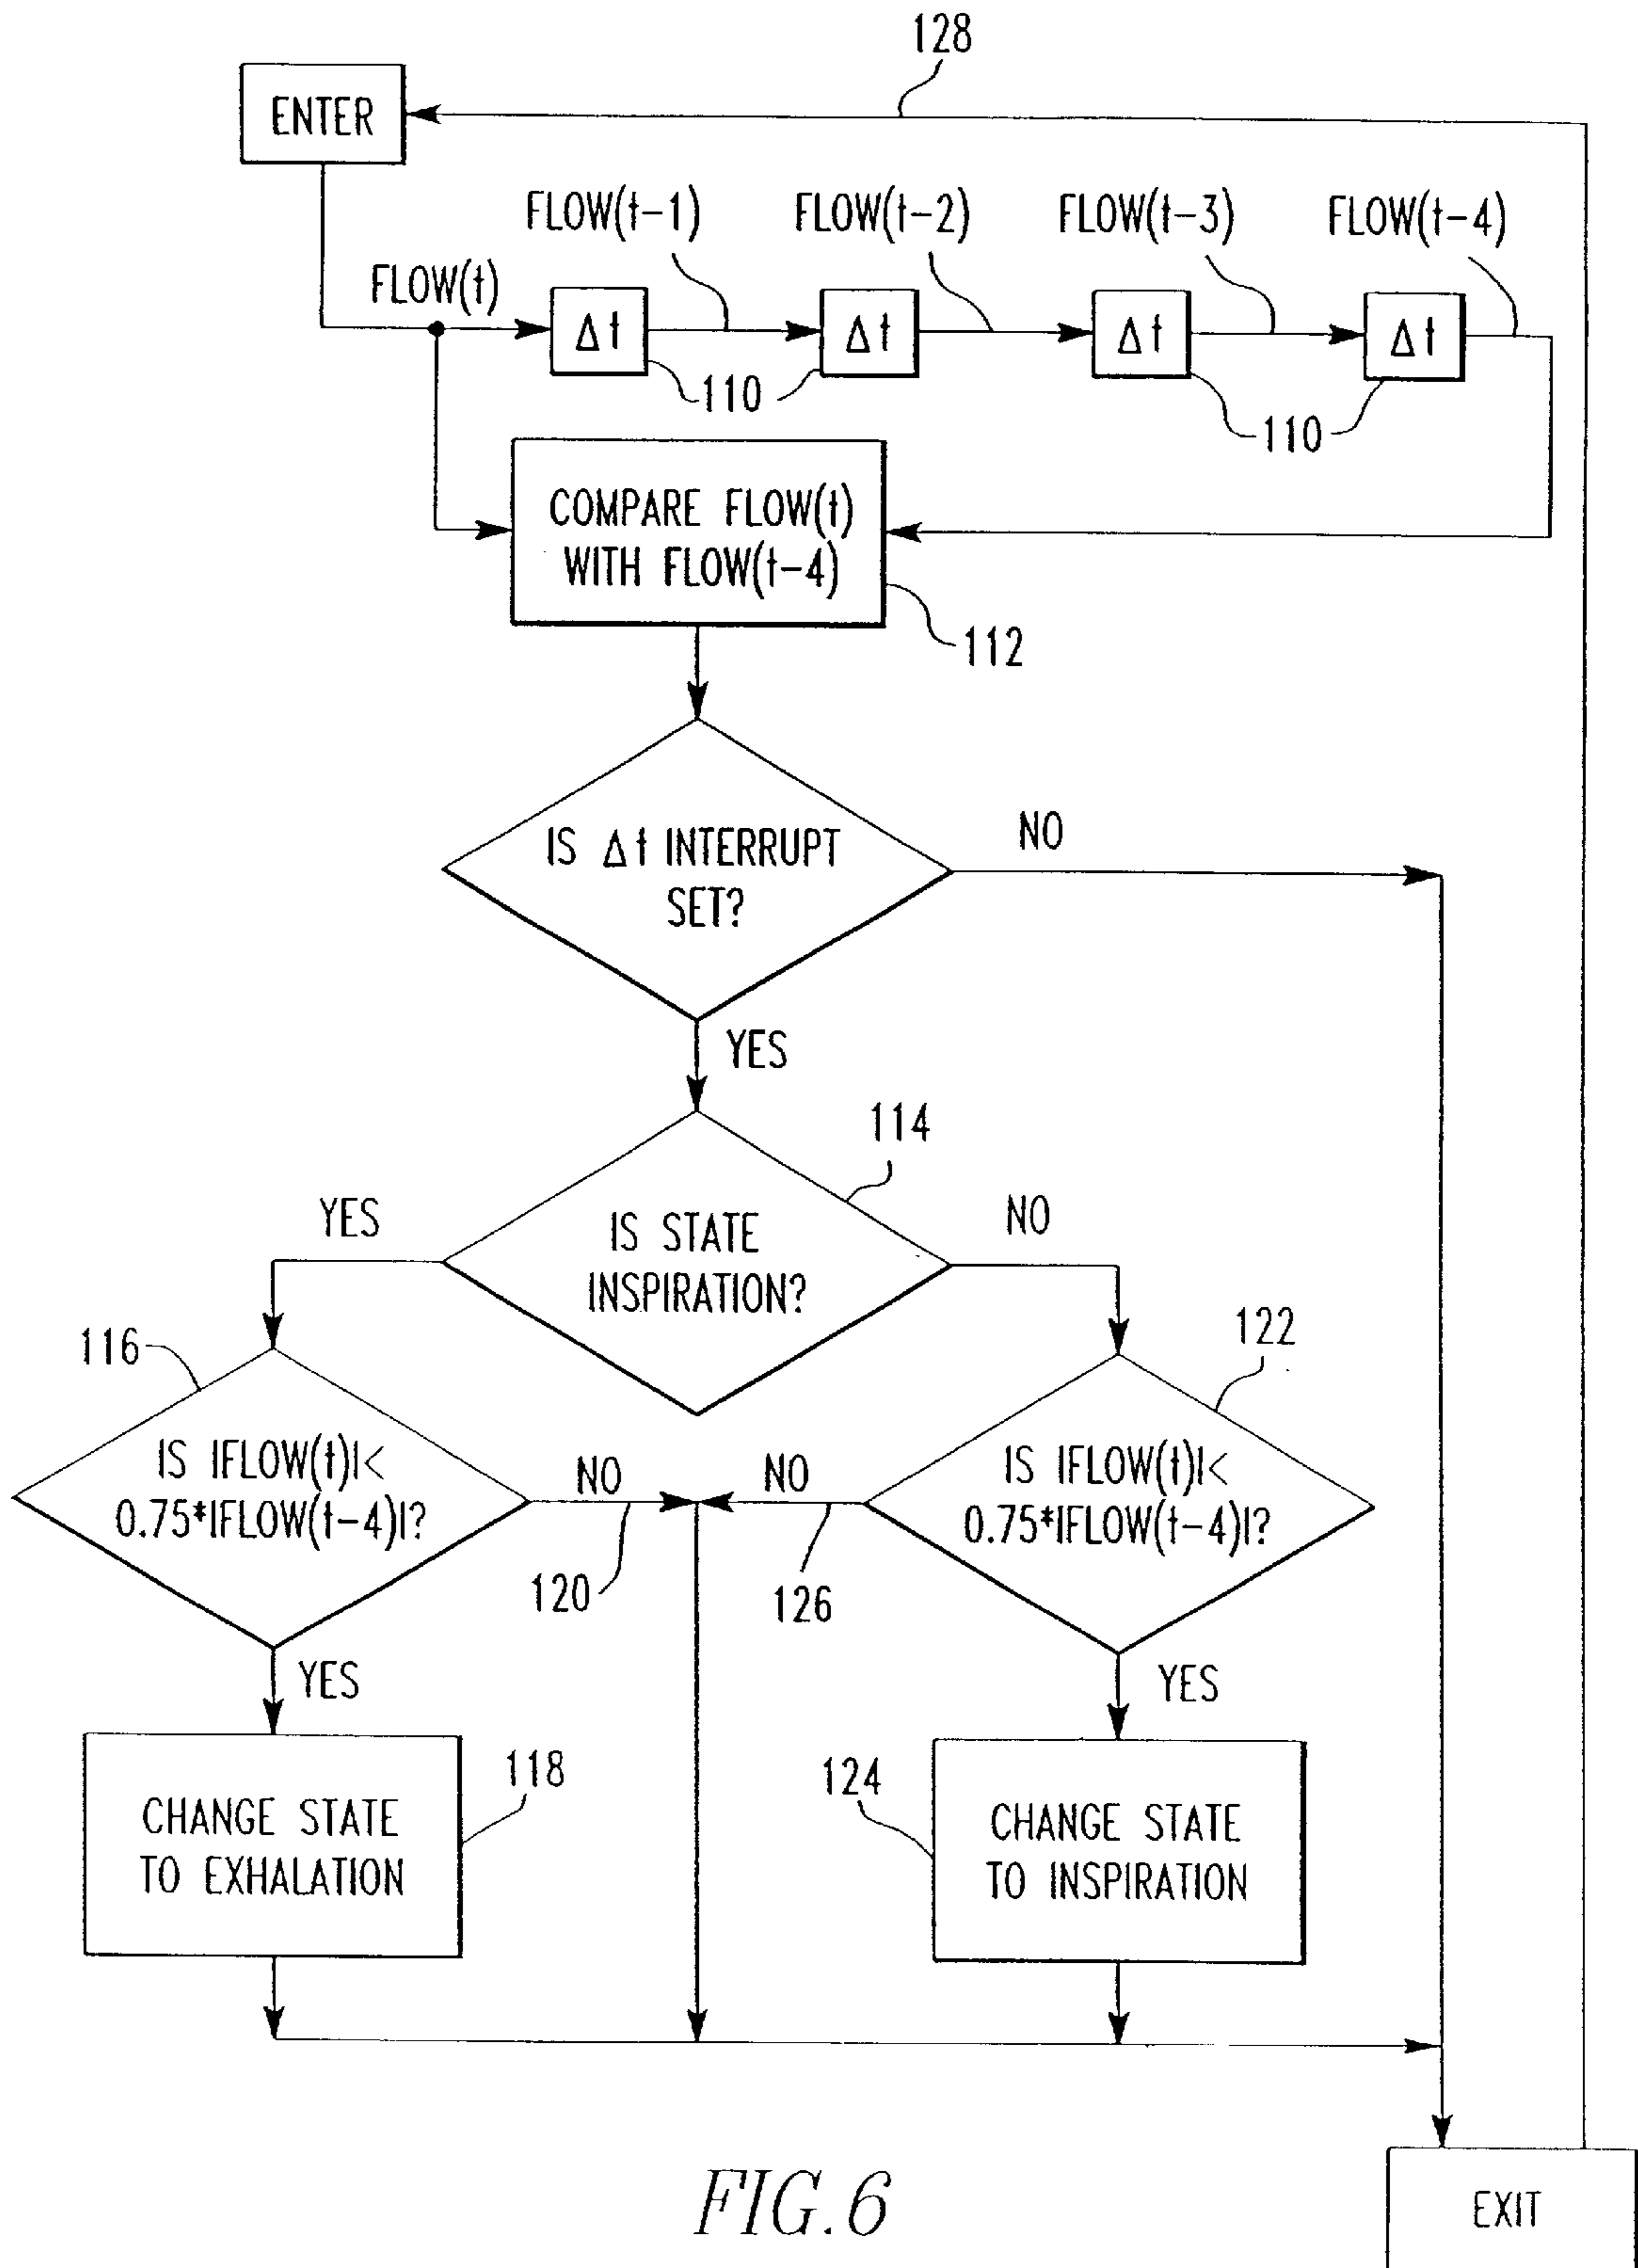 128
ENTER
FLOW(t-1)
FLOW(t-2)
FLOW(t-3)
FLOW(t-4)
FLOW(t)
Δt
Δt
Δt
Δt
110
110
COMPARE FLOW(t)
WITH FLOW(t-4)
112
IS Δt INTERRUPT
SET?
NO
YES
114
YES
NO
IS STATE
INSPIRATION?
116
122
IS |FLOW(t)|<
0.75*|FLOW(t-4)|?
NO
NO
IS |FLOW(t)|<
0.75*|FLOW(t-4)|?
120
126
YES
YES
118
124
CHANGE STATE
TO EXHALATION
CHANGE STATE
TO INSPIRATION
FIG.6
EXIT